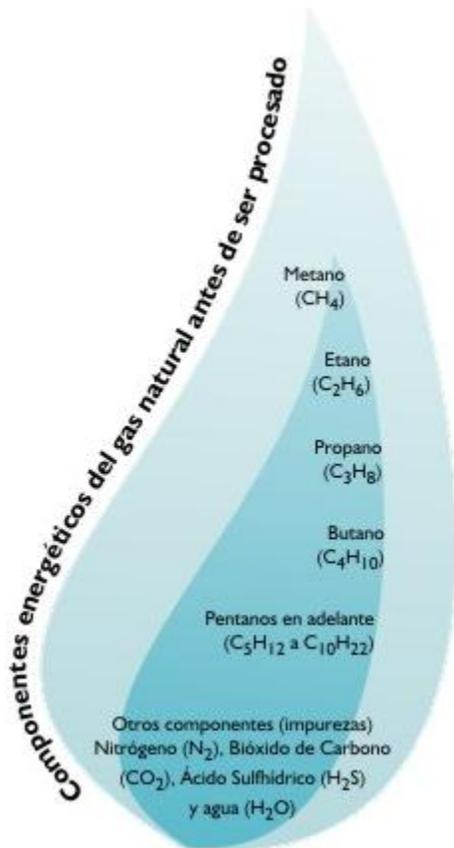 Componentes energéticos del gas natural antes de ser procesado
Metano
(CH₄)
Etano
(C₂H₆)
Propano
(C₃H₈)
Butano
(C₄H₁₀)
Pentanos en adelante
(C₅H₁₂ a C₁₀H₂₂)
Otros componentes (impurezas)
Nitrógeno (N₂), Bióxido de Carbono
(CO₂), Ácido Sulfhídrico (H₂S)
y agua (H₂O)